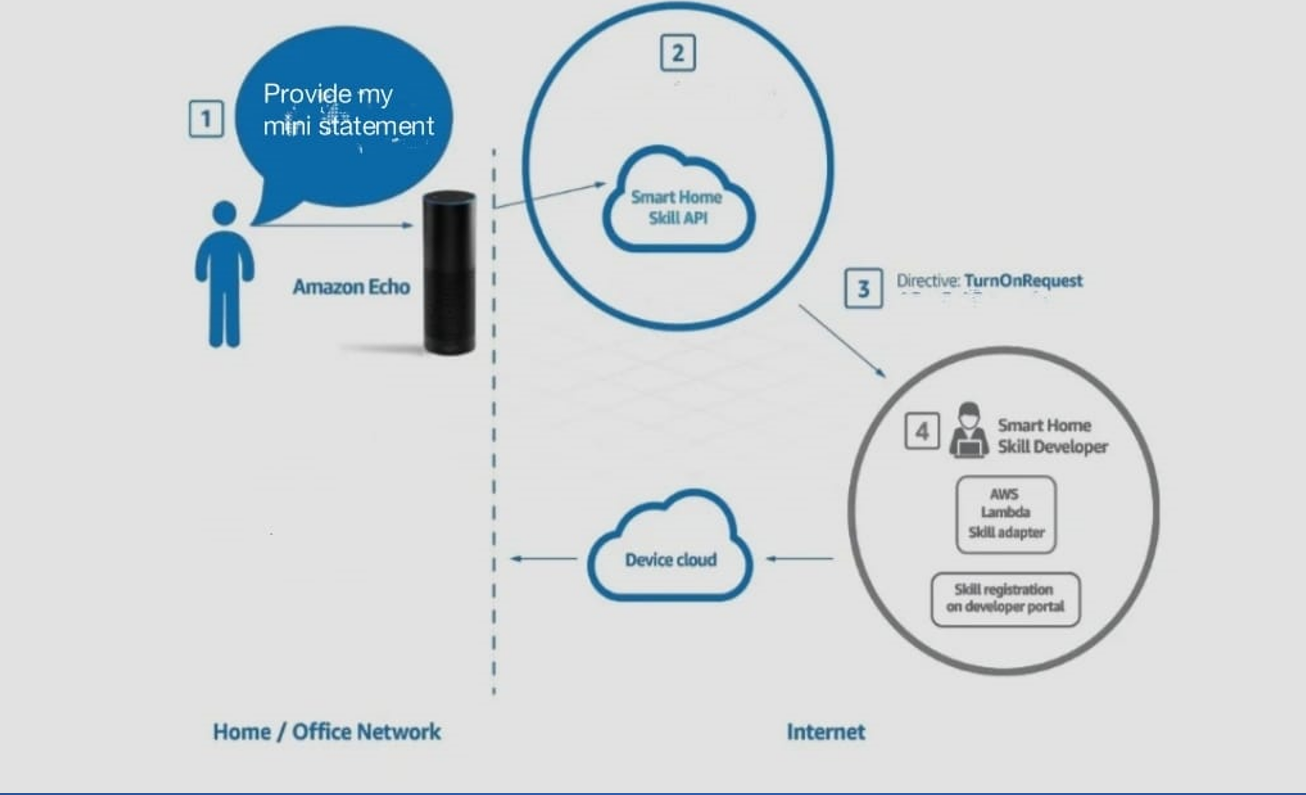 1
Provide my
mini statement
Amazon Echo
2
Smart Home
Skill API
3
Directive: TurnOnRequest
4
Smart Home
Skill Developer
AWS
Lambda
Skill adapter
Skill registration
on developer portal
Device cloud
Home / Office Network
Internet